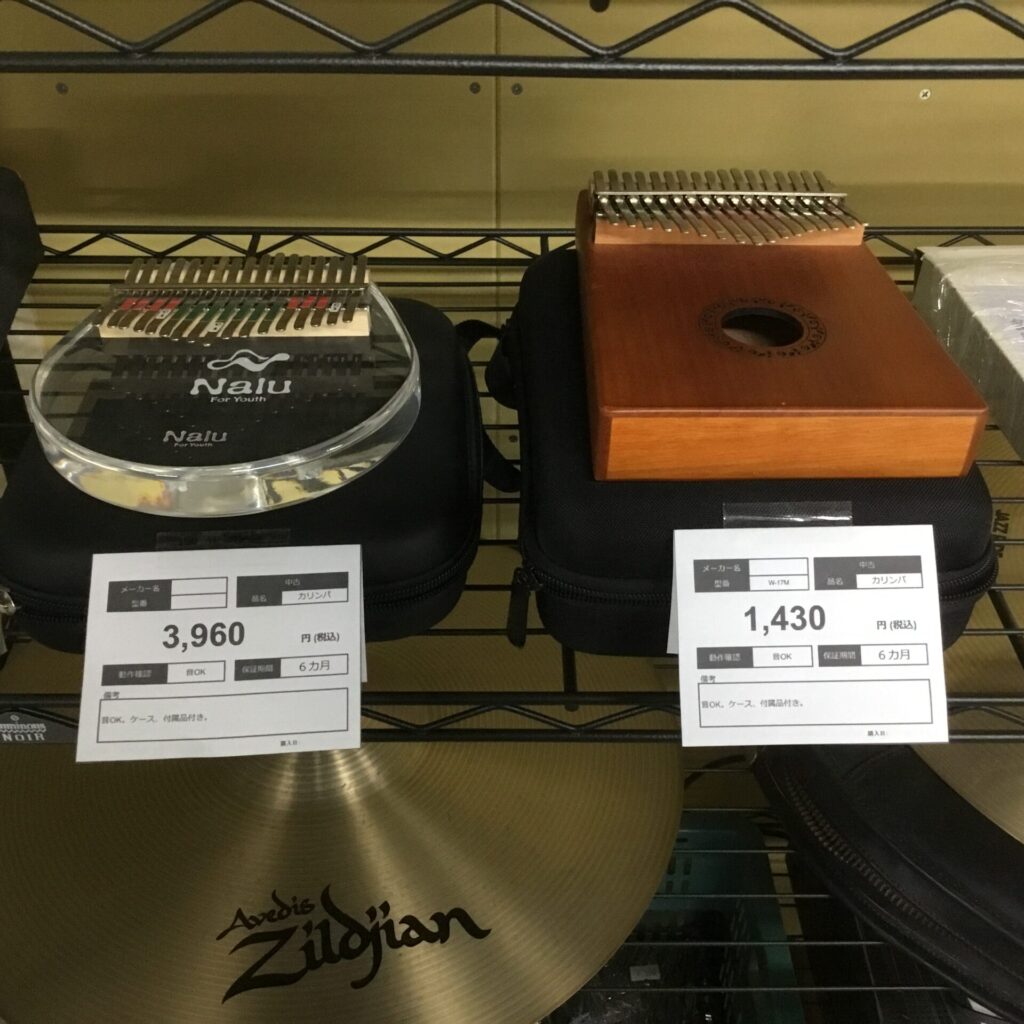 Nalu
For Youth
Nalu
For Youth
メーカー名
型番
中古
品名 カリンバ
3,960 円(税込)
動作確認 音OK 保証期間 6カ月
備考
音OK。ケース、付属品付き。
購入日:
メーカー名
型番 W-17M
中古
品名 カリンバ
1,430 円(税込)
動作確認 音OK 保証期間 6カ月
備考
音OK。ケース、付属品付き。
購入日:
NOIR
Avedis
Zildjian